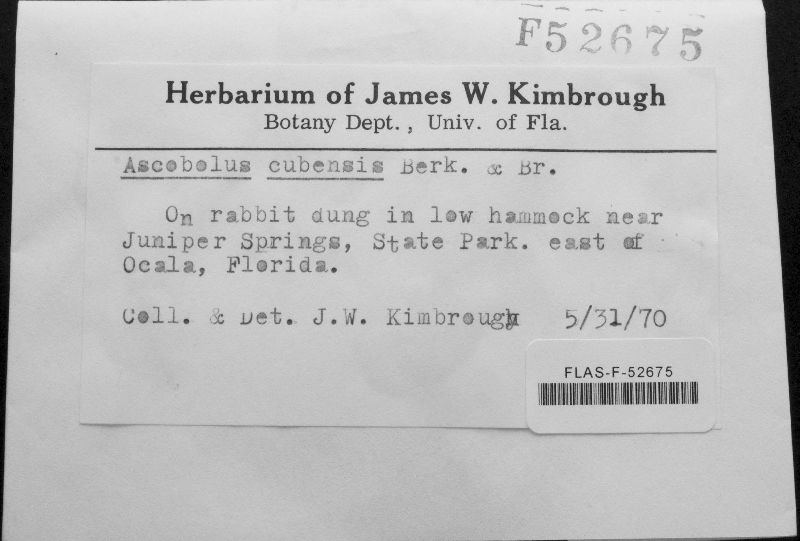 F52675
Herbarium of James W. Kimbrough
Botany Dept., Univ. of Fla.
Ascobolus cubensis Berk. & Br.
On rabbit dung in low hammock near
Juniper Springs, State Park. east of
Ocala, Florida.
Coll. & Det. J.W. Kimbrough 5/31/70
FLAS-F-52675